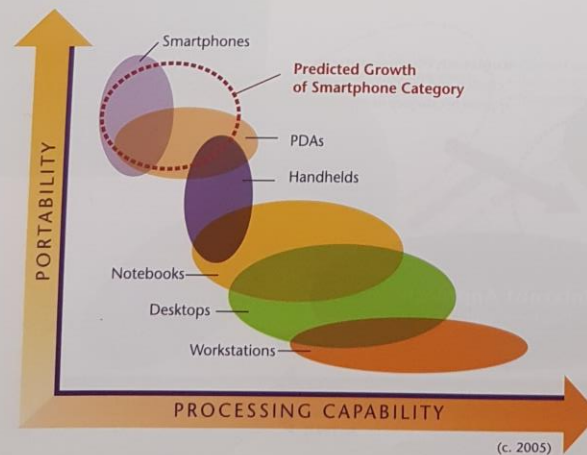 Smartphones
Predicted Growth
of Smartphone Category
PDAs
Handhelds
Notebooks
Desktops
Workstations
PORTABILITY
PROCESSING CAPABILITY
(c. 2005)